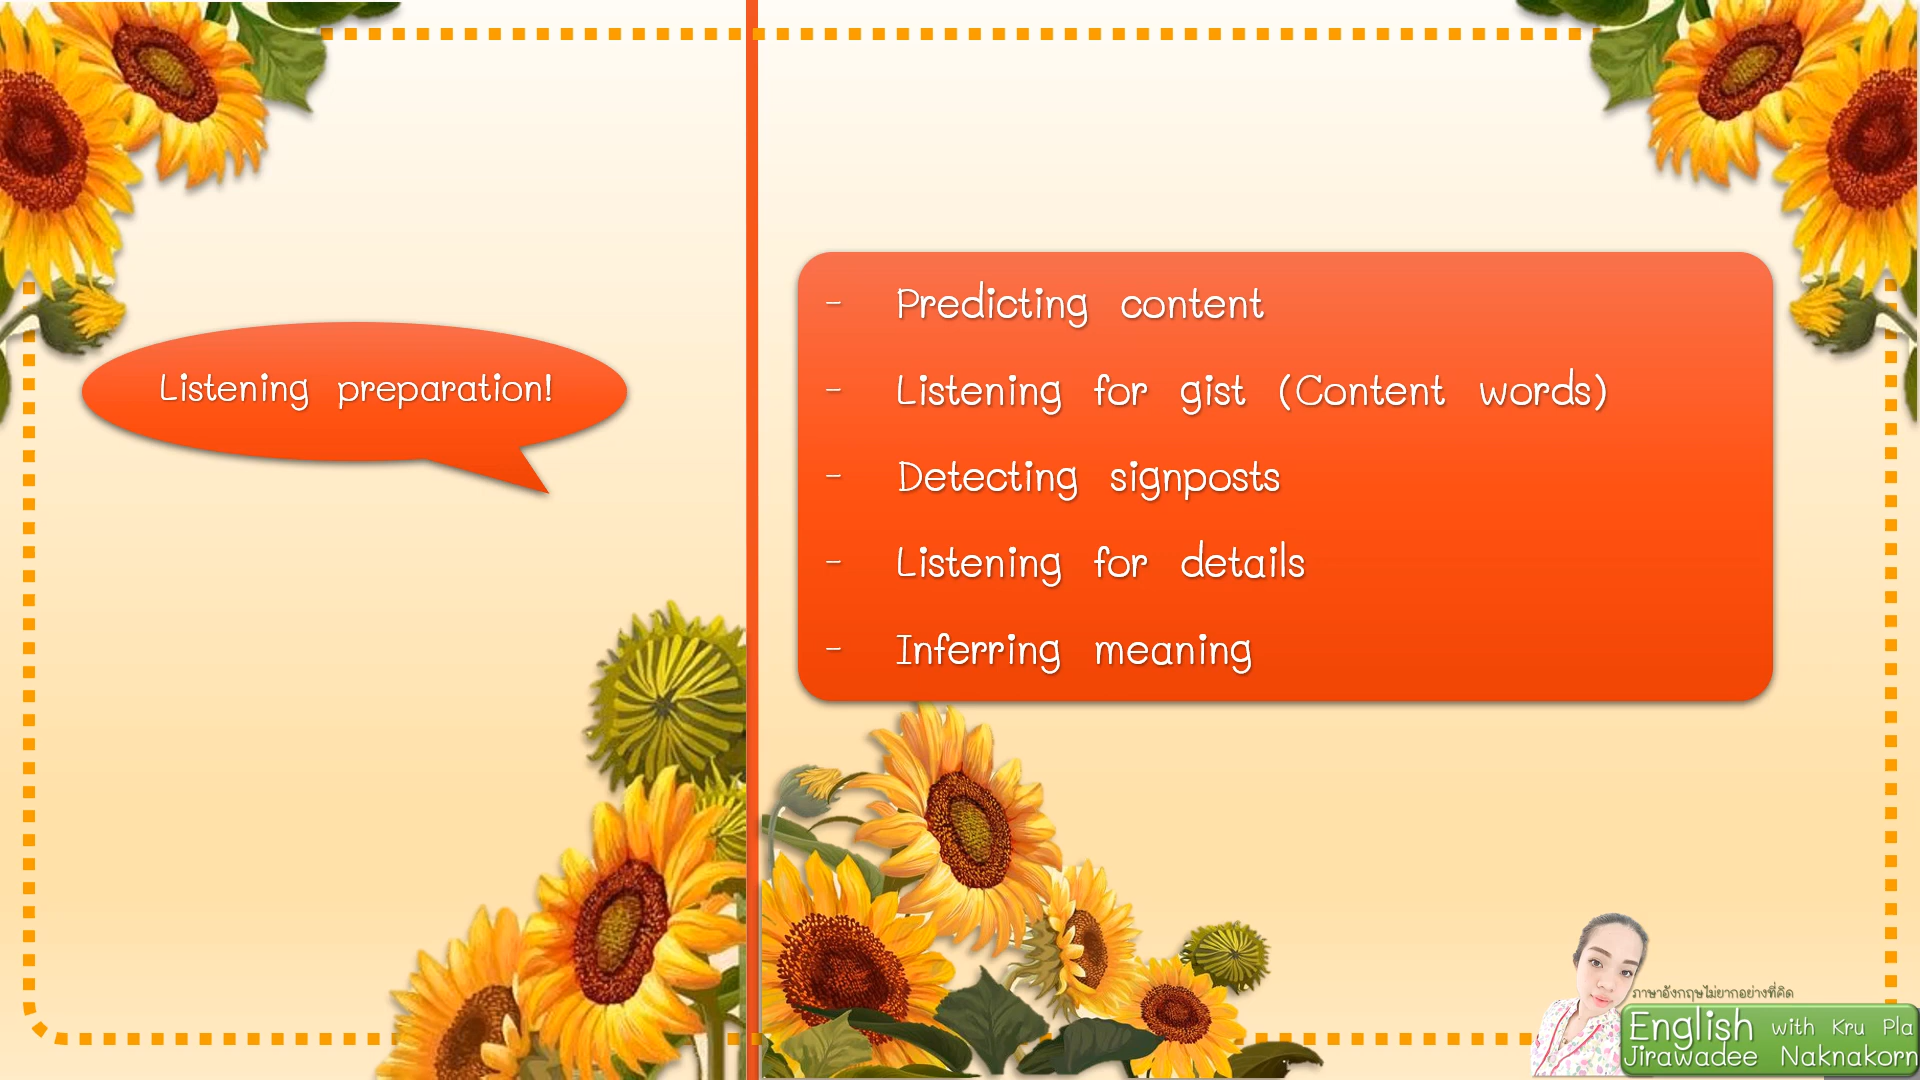 Listening preparation!
- Predicting content
- Listening for gist (Content words)
- Detecting signposts
- Listening for details
- Inferring meaning
ภาษาอังกฤษไม่ยากอย่างที่คิด
English with Kru Pla
Jirawadee Naknakorn